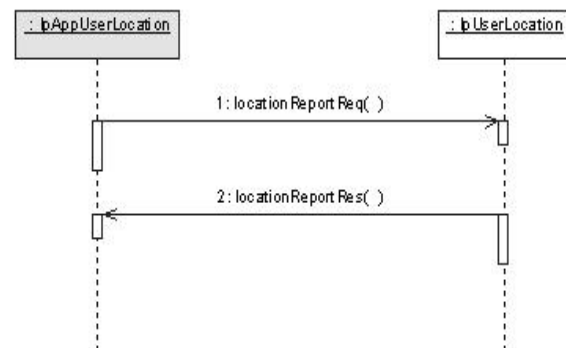 : IpAppUserLocation
: IpUserLocation
1: locationReportReq( )
2: locationReportRes( )